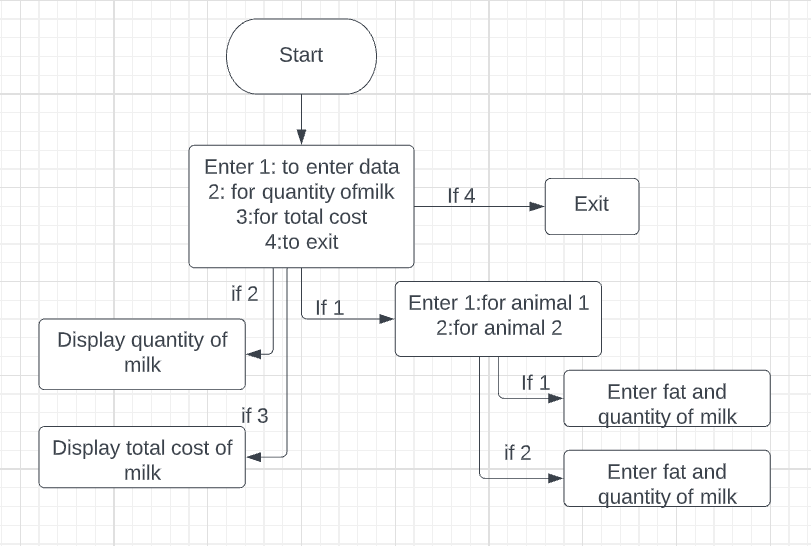 Start
Enter 1: to enter data
2: for quantity ofmilk
3:for total cost
4:to exit
If 4
Exit
if 2
If 1
Enter 1:for animal 1
2:for animal 2
Display quantity of
milk
If 1
Enter fat and
quantity of milk
if 3
Display total cost of
milk
if 2
Enter fat and
quantity of milk